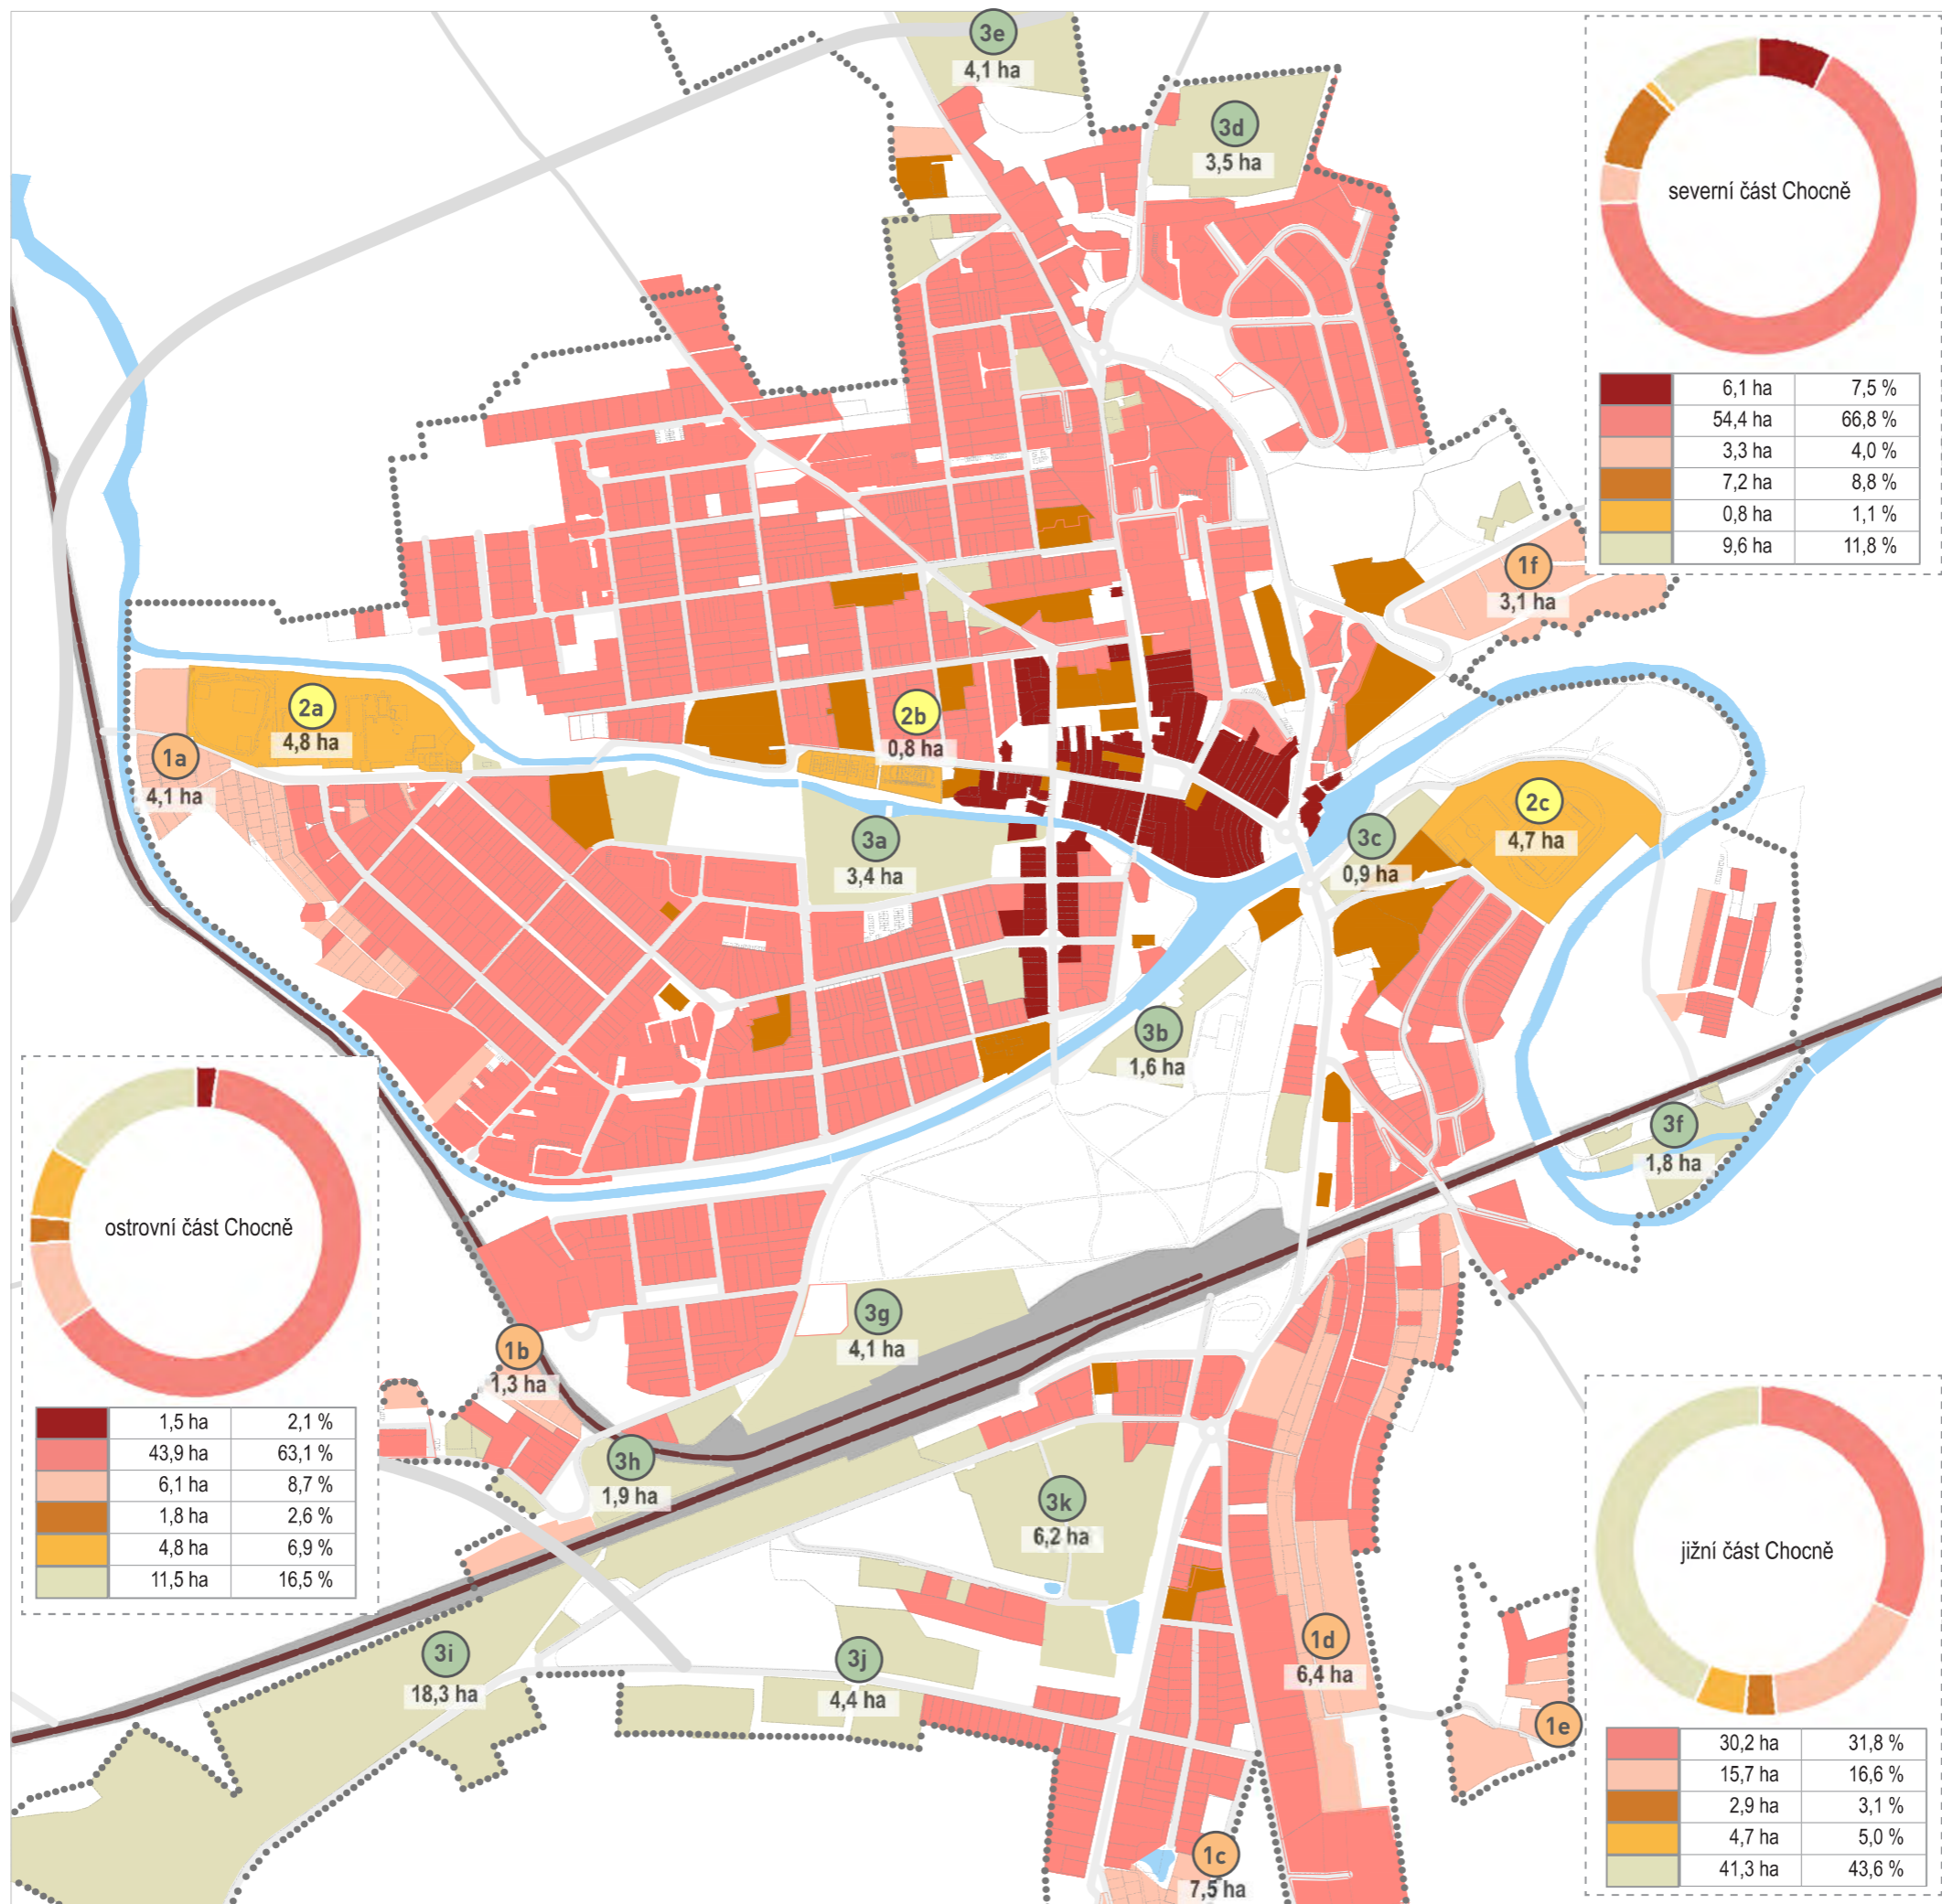 3e
4,1 ha
3d
3,5 ha
severní část Chocně
6,1 ha 7,5 %
54,4 ha 66,8 %
3,3 ha 4,0 %
7,2 ha 8,8 %
0,8 ha 1,1 %
9,6 ha 11,8 %
1f
3,1 ha
2a
4,8 ha
2b
0,8 ha
1a
4,1 ha
2c
4,7 ha
3a
3,4 ha
3c
0,9 ha
3b
1,6 ha
3f
1,8 ha
ostrovní část Chocně
1,5 ha 2,1 %
43,9 ha 63,1 %
6,1 ha 8,7 %
1,8 ha 2,6 %
4,8 ha 6,9 %
11,5 ha 16,5 %
3g
4,1 ha
1b
1,3 ha
3h
1,9 ha
3k
6,2 ha
3i
18,3 ha
3j
4,4 ha
1d
6,4 ha
1e
1c
7,5 ha
jižní část Chocně
30,2 ha 31,8 %
15,7 ha 16,6 %
2,9 ha 3,1 %
4,7 ha 5,0 %
41,3 ha 43,6 %